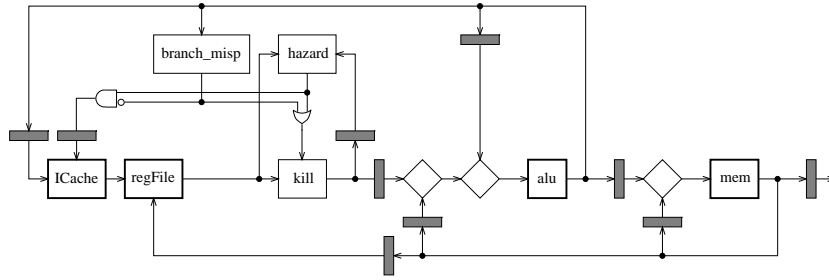 branch_misp
hazard
ICache
regFile
kill
alu
mem